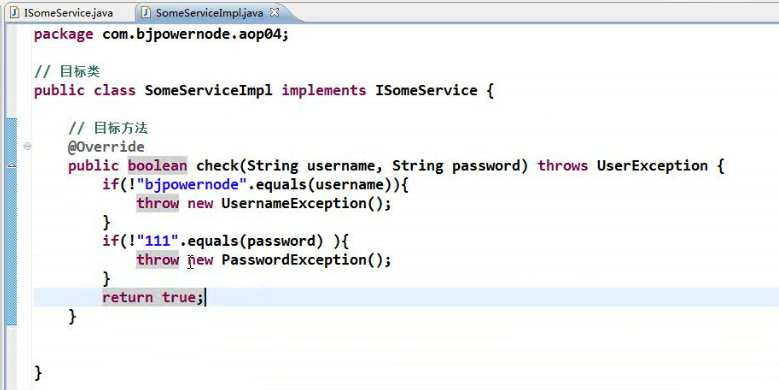 ISomeService.java
SomeServiceImpl.java
package com.bjpowernode.aop04;
// 目标类
public class SomeServiceImpl implements ISomeService {
// 目标方法
@Override
public boolean check(String username, String password) throws UserException {
if(!"bjpowernode".equals(username)){
throw new UsernameException();
}
if(!"111".equals(password) ){
throw new PasswordException();
}
return true;
}
}